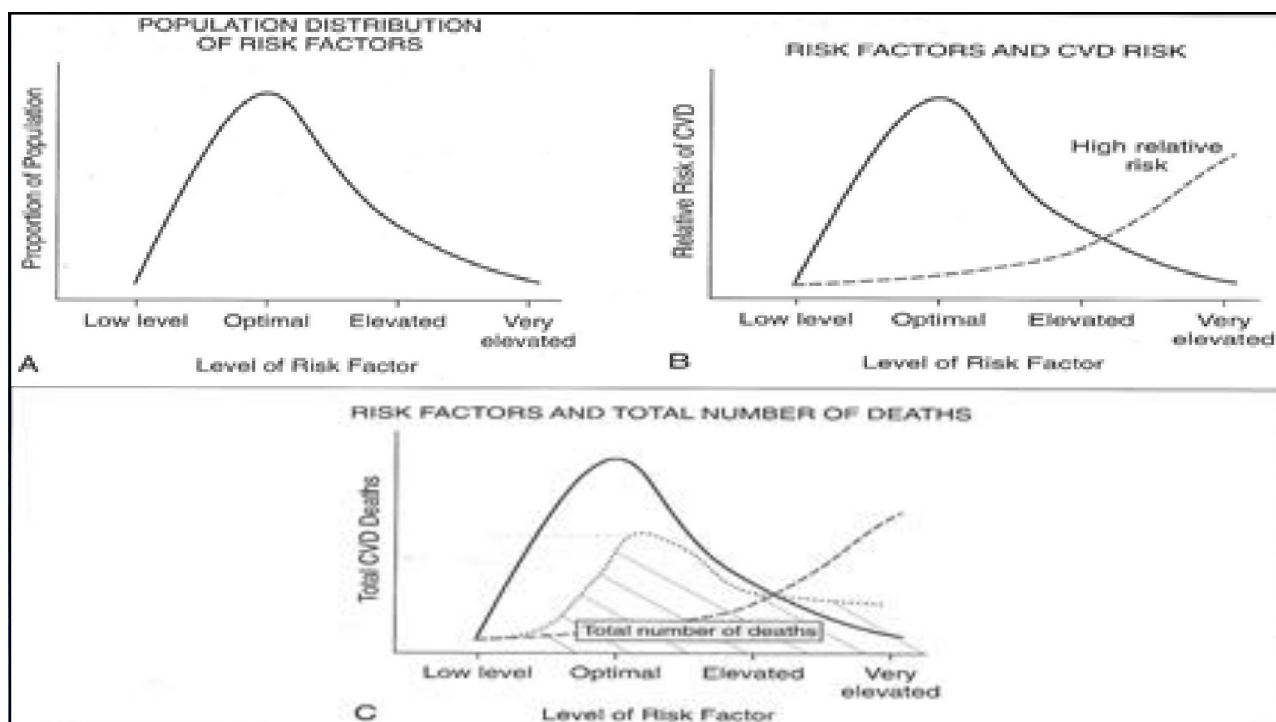 POPULATION DISTRIBUTION
OF RISK FACTORS
Proportion of Population
Low level
Optimal
Elevated
Very
elevated
A
Level of Risk Factor
RISK FACTORS AND CVD RISK
Relative Risk of CVD
High relative
risk
Low level
Optimal
Elevated
Very
elevated
B
Level of Risk Factor
RISK FACTORS AND TOTAL NUMBER OF DEATHS
Total CVD Deaths
Total number of deaths
Low level
Optimal
Elevated
Very
elevated
C
Level of Risk Factor